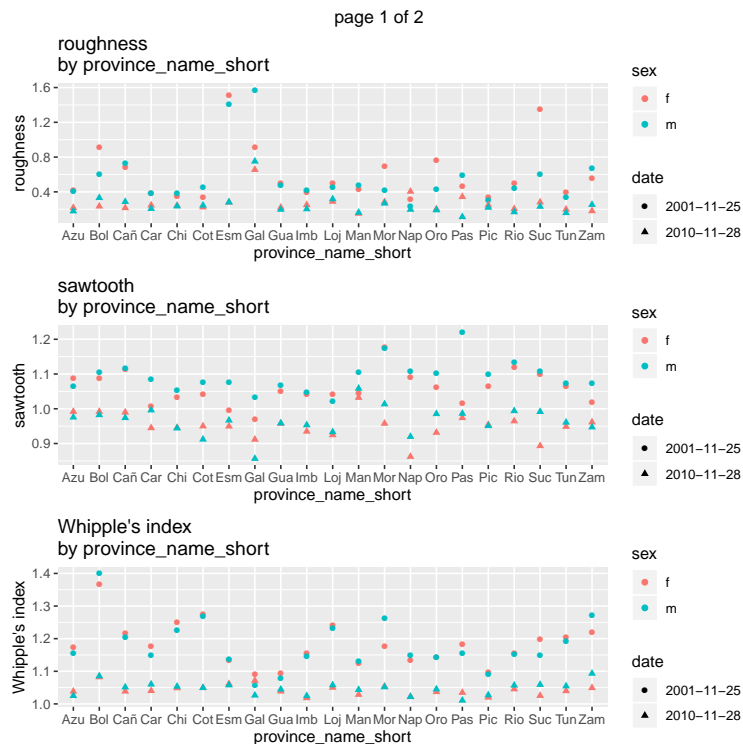 page 1 of 2
roughness
by province_name_short
1.6
1.2
0.8
0.4
roughness
Azu Bol Cañ Car Chi Cot Esm Gal Gua Imb Loj Man Mor Nap Oro Pas Pic Rio Suc Tun Zam
province_name_short
sex
f
m
date
2001−11−25
2010−11−28
sawtooth
by province_name_short
1.2
1.1
1.0
0.9
sawtooth
Azu Bol Cañ Car Chi Cot Esm Gal Gua Imb Loj Man Mor Nap Oro Pas Pic Rio Suc Tun Zam
province_name_short
sex
f
m
date
2001−11−25
2010−11−28
Whipple's index
by province_name_short
1.4
1.3
1.2
1.1
1.0
Whipple's index
Azu Bol Cañ Car Chi Cot Esm Gal Gua Imb Loj Man Mor Nap Oro Pas Pic Rio Suc Tun Zam
province_name_short
sex
f
m
date
2001−11−25
2010−11−28